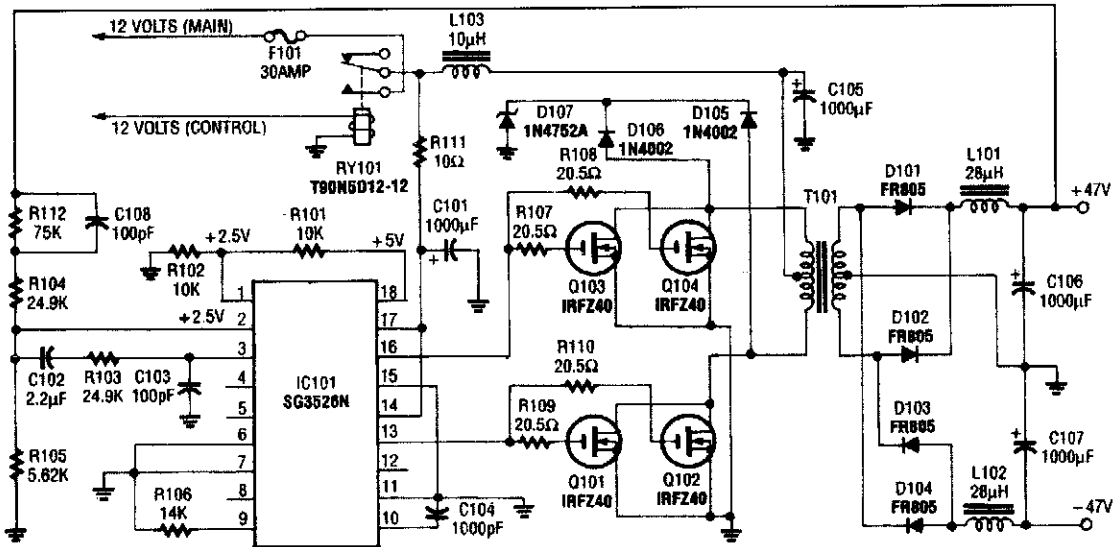 12 VOLTS (MAIN)
F101
30AMP
L103
10µH
12 VOLTS (CONTROL)
RY101
T90N5D12-12
R111
10Ω
D107
1N4752A
D106
1N4002
D105
1N4002
+
C105
1000µF
R108
20.5Ω
R107
20.5Ω
T101
D101
FR805
L101
28µH
+47V
R112
75K
C108
100pF
R101
10K
+2.5V
+5V
C101
1000µF
+
R102
10K
R104
24.9K
+2.5V
Q103
IRFZ40
Q104
IRFZ40
+
C106
1000µF
D102
FR805
1
2
3
4
5
6
7
8
9
18
17
16
15
14
13
12
11
10
IC101
SG3526N
C102
2.2µF
R103
24.9K
C103
100pF
R110
20.5Ω
R109
20.5Ω
D103
FR805
+
C107
1000µF
R105
5.62K
R106
14K
C104
1000pF
Q101
IRFZ40
Q102
IRFZ40
D104
FR805
L102
28µH
-47V